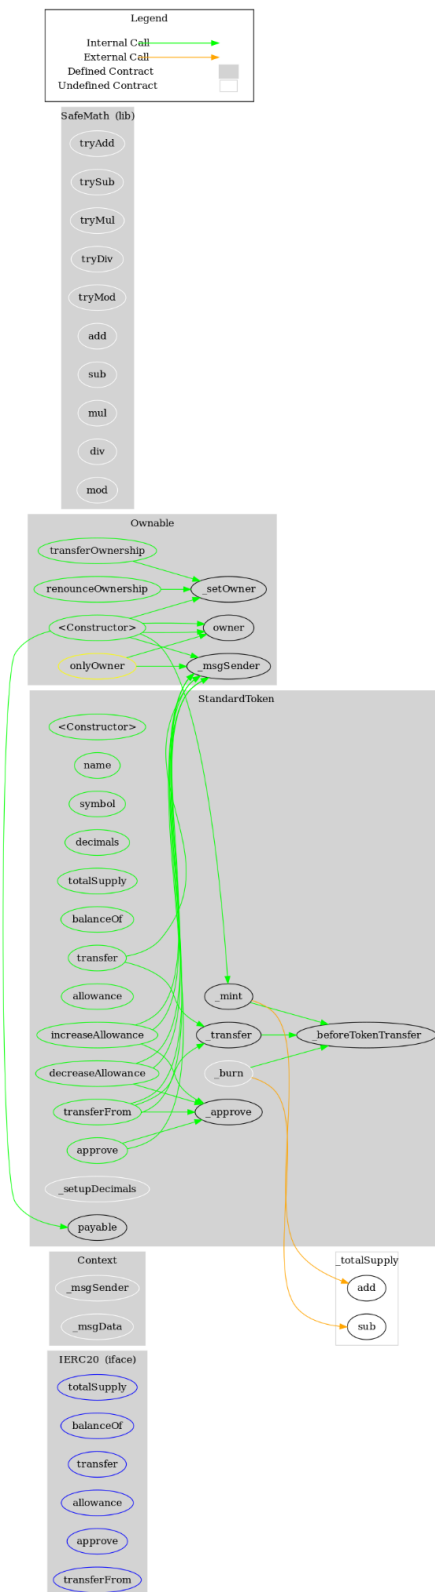 Legend
Internal Call
External Call
Defined Contract
Undefined Contract
SafeMath (lib)
tryAdd
trySub
tryMul
tryDiv
tryMod
add
sub
mul
div
mod
Ownable
transferOwnership
renounceOwnership
_setOwner
<Constructor>
owner
onlyOwner
_msgSender
StandardToken
<Constructor>
name
symbol
decimals
totalSupply
balanceOf
transfer
allowance
_mint
increaseAllowance
_transfer
_beforeTokenTransfer
decreaseAllowance
_burn
transferFrom
_approve
approve
_setupDecimals
payable
Context
_totalSupply
_msgSender
add
_msgData
sub
IERC20 (iface)
totalSupply
balanceOf
transfer
allowance
approve
transferFrom